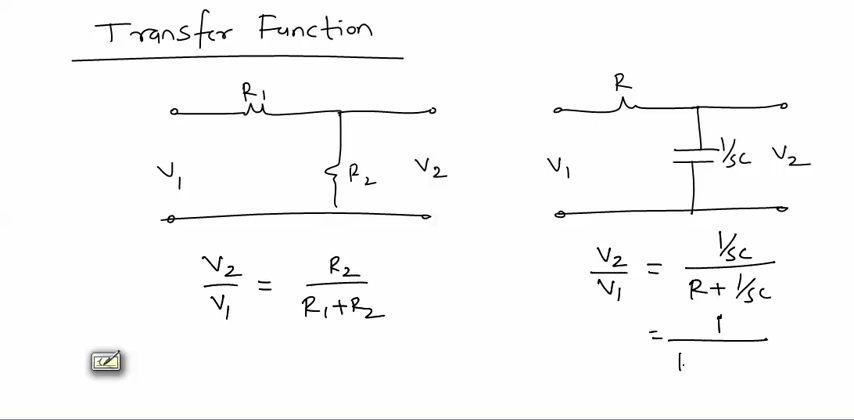 Transfer Function
R1
V1
R2
V2
V2/V1 = R2/(R1+R2)
R
V1
1/sC
V2
V2/V1 = (1/sC)/(R+1/sC)
= 1/1